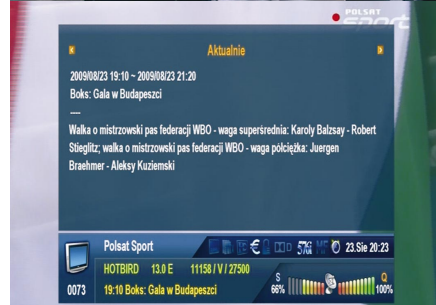 POLSAT
sport
Aktualnie
2009/08/23 19:10 ~ 2009/08/23 21:20
Boks: Gala w Budapeszci
----
Walka o mistrzowski pas federacji WBO - waga superśrednia: Karoly Balzsay - Robert
Stieglitz; walka o mistrzowski pas federacji WBO - waga półciężka: Juergen
Braehmer - Aleksy Kuziemski
Polsat Sport
€
576i
23.Sie 20:23
HOTBIRD 13.0 E 11158 / V / 27500
S
Q
0073
19:10 Boks: Gala w Budapeszci
66%
100%